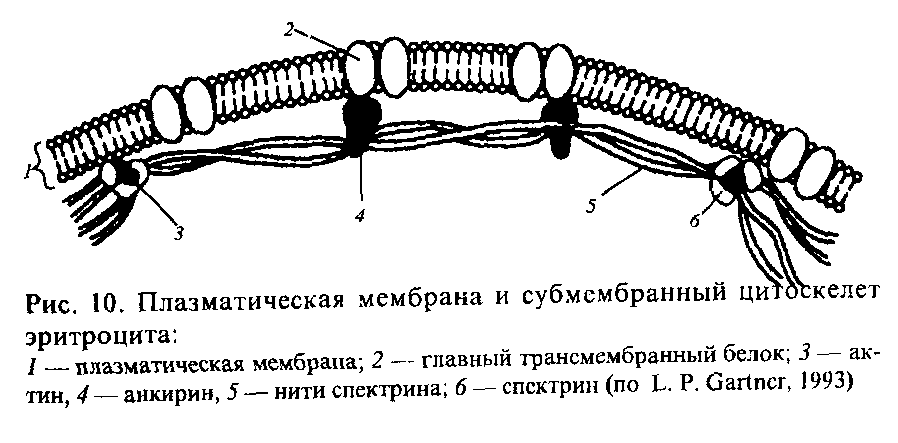 2
1
3
4
5
6
Рис. 10. Плазматическая мембрана и субмембранный цитоскелет
эритроцита:
1 — плазматическая мембрана; 2 — главный трансмембранный белок; 3 — ак-
тин, 4 — анкирин, 5 — нити спектрина; 6 — спектрин (по L. P. Gartner, 1993)